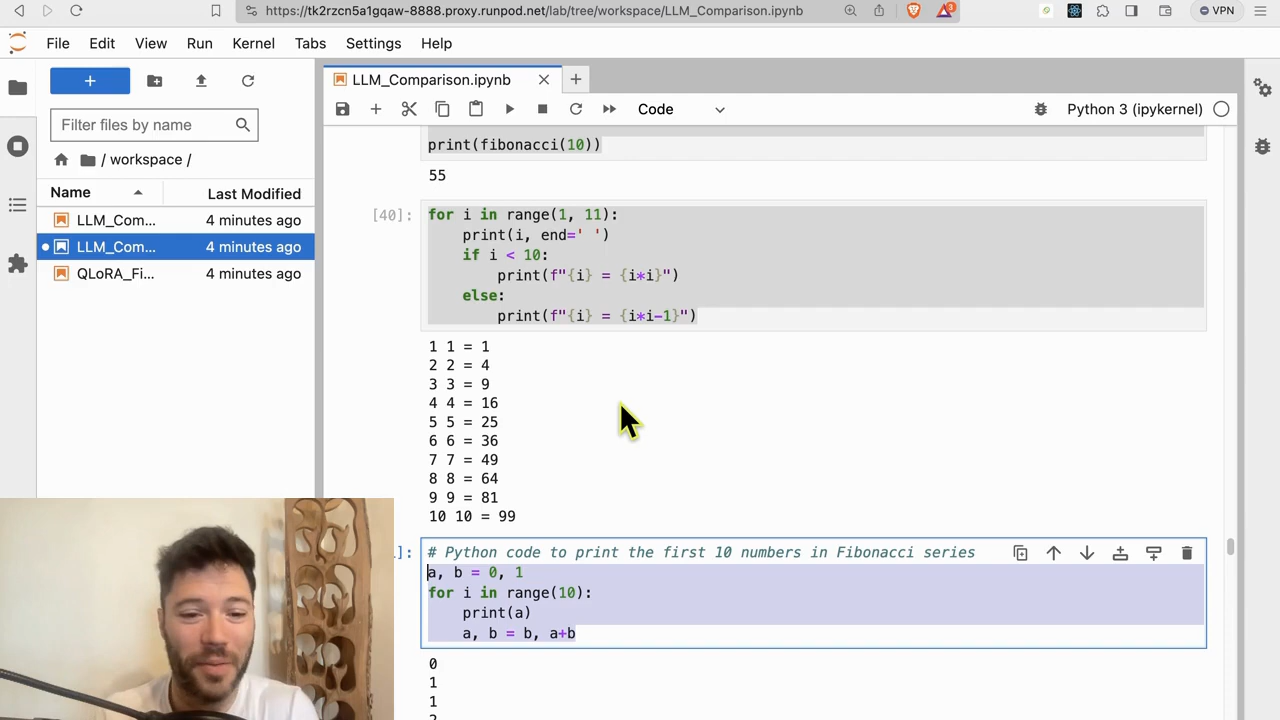 https://tk2rzcn5a1gqaw-8888.proxy.runpod.net/lab/tree/workspace/LLM_Comparison.ipynb
3
VPN
File Edit View Run Kernel Tabs Settings Help
+
Filter files by name
/ workspace /
Name Last Modified
LLM_Com... 4 minutes ago
LLM_Com... 4 minutes ago
QLoRA_Fi... 4 minutes ago
LLM_Comparison.ipynb
Code
Python 3 (ipykernel)
print(fibonacci(10))
55
[40]:
for i in range(1, 11):
print(i, end=' ')
if i < 10:
print(f"{i} = {i*i}")
else:
print(f"{i} = {i*i-1}")
1 1 = 1
2 2 = 4
3 3 = 9
4 4 = 16
5 5 = 25
6 6 = 36
7 7 = 49
8 8 = 64
9 9 = 81
10 10 = 99
]:
# Python code to print the first 10 numbers in Fibonacci series
a, b = 0, 1
for i in range(10):
print(a)
a, b = b, a+b
0
1
1
2